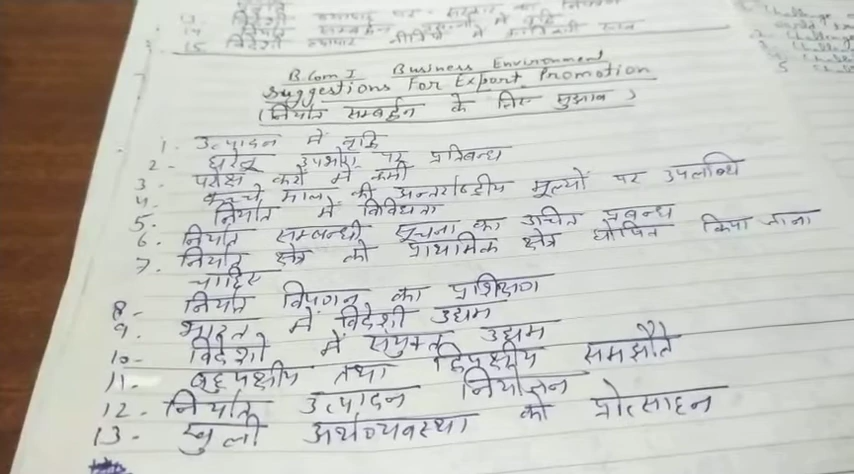 14
15 विदेशी व्यापार नीतियों में
B.Com I Business Environment
Suggestions For Export Promotion
(निर्यात सम्बर्द्धन के लिए सुझाव)
1. उत्पादन में वृद्धि
2- घरेलू उपभोग पर प्रतिबन्ध
3. परोक्ष करों में कमी
4. कच्चे माल की अन्तर्राष्ट्रीय मूल्यों पर उपलब्धि
5. निर्यात में विविधता
6. निर्यात सम्बन्धी सूचना का उचित प्रबन्ध
7. निर्यात क्षेत्र को प्राथमिक क्षेत्र घोषित किया जाना
चाहिए
8- निर्यात विपणन का प्रशिक्षण
9. भारत में विदेशी उद्यम
10- विदेशों में संयुक्त उद्यम
11. बहुपक्षीय तथा द्विपक्षीय समझौते
12. निर्यात उत्पादन नियोजन
13. खुली अर्थव्यवस्था को प्रोत्साहन